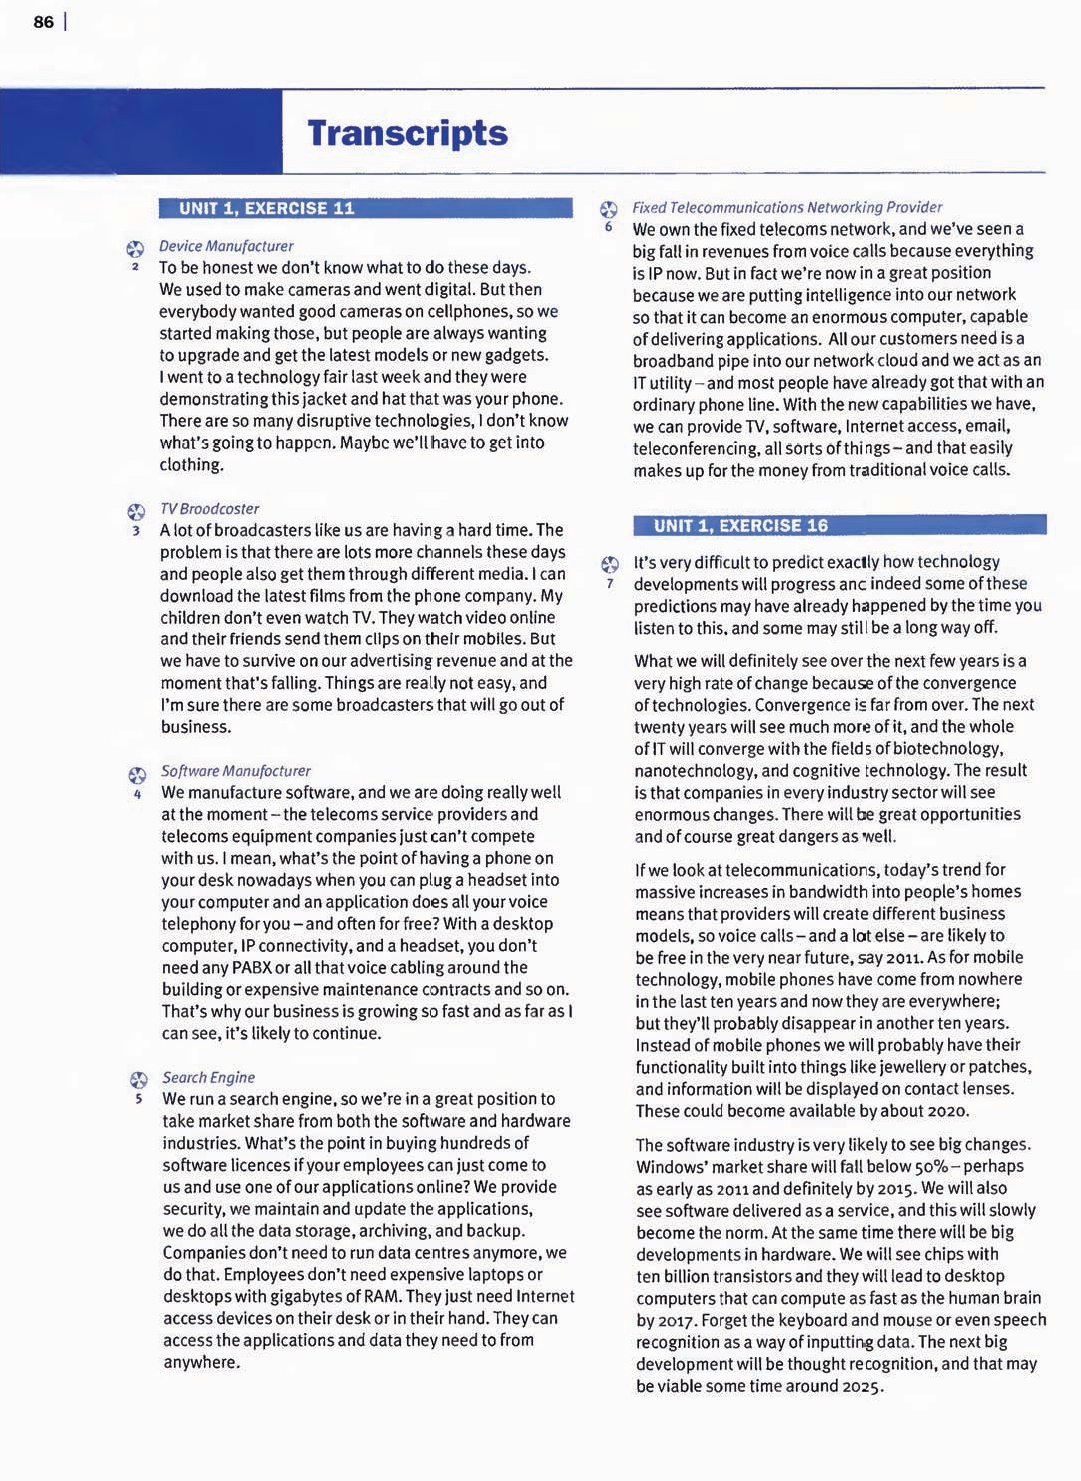 86
Transcripts
UNIT 1, EXERCISE 11
Device Manufacturer
2 To be honest we don't know what to do these days.
We used to make cameras and went digital. But then
everybody wanted good cameras on cellphones, so we
started making those, but people are always wanting
to upgrade and get the latest models or new gadgets.
I went to a technology fair last week and they were
demonstrating this jacket and hat that was your phone.
There are so many disruptive technologies, I don't know
what's going to happen. Maybe we'll have to get into
clothing.
TV Broodcoster
3 A lot of broadcasters like us are having a hard time. The
problem is that there are lots more channels these days
and people also get them through different media. I can
download the latest films from the phone company. My
children don't even watch TV. They watch video online
and their friends send them clips on their mobiles. But
we have to survive on our advertising revenue and at the
moment that's falling. Things are really not easy, and
I'm sure there are some broadcasters that will go out of
business.
Software Manufocturer
4 We manufacture software, and we are doing really well
at the moment – the telecoms service providers and
telecoms equipment companies just can't compete
with us. I mean, what's the point of having a phone on
your desk nowadays when you can plug a headset into
your computer and an application does all your voice
telephony for you – and often for free? With a desktop
computer, IP connectivity, and a headset, you don't
need any PABX or all that voice cabling around the
building or expensive maintenance contracts and so on.
That's why our business is growing so fast and as far as I
can see, it's likely to continue.
Search Engine
5 We run a search engine, so we're in a great position to
take market share from both the software and hardware
industries. What's the point in buying hundreds of
software licences if your employees can just come to
us and use one of our applications online? We provide
security, we maintain and update the applications,
we do all the data storage, archiving, and backup.
Companies don't need to run data centres anymore, we
do that. Employees don't need expensive laptops or
desktops with gigabytes of RAM. They just need Internet
access devices on their desk or in their hand. They can
access the applications and data they need to from
anywhere.
Fixed Telecommunications Networking Provider
6 We own the fixed telecoms network, and we've seen a
big fall in revenues from voice calls because everything
is IP now. But in fact we're now in a great position
because we are putting intelligence into our network
so that it can become an enormous computer, capable
of delivering applications. All our customers need is a
broadband pipe into our network cloud and we act as an
IT utility – and most people have already got that with an
ordinary phone line. With the new capabilities we have,
we can provide TV, software, Internet access, email,
teleconferencing, all sorts of things – and that easily
makes up for the money from traditional voice calls.
UNIT 1, EXERCISE 16
It's very difficult to predict exactly how technology
7 developments will progress and indeed some of these
predictions may have already happened by the time you
listen to this, and some may still be a long way off.
What we will definitely see over the next few years is a
very high rate of change because of the convergence
of technologies. Convergence is far from over. The next
twenty years will see much more of it, and the whole
of IT will converge with the fields of biotechnology,
nanotechnology, and cognitive technology. The result
is that companies in every industry sector will see
enormous changes. There will be great opportunities
and of course great dangers as well.
If we look at telecommunications, today's trend for
massive increases in bandwidth into people's homes
means that providers will create different business
models, so voice calls – and a lot else – are likely to
be free in the very near future, say 2011. As for mobile
technology, mobile phones have come from nowhere
in the last ten years and now they are everywhere;
but they'll probably disappear in another ten years.
Instead of mobile phones we will probably have their
functionality built into things like jewellery or patches,
and information will be displayed on contact lenses.
These could become available by about 2020.
The software industry is very likely to see big changes.
Windows' market share will fall below 50% – perhaps
as early as 2011 and definitely by 2015. We will also
see software delivered as a service, and this will slowly
become the norm. At the same time there will be big
developments in hardware. We will see chips with
ten billion transistors and they will lead to desktop
computers that can compute as fast as the human brain
by 2017. Forget the keyboard and mouse or even speech
recognition as a way of inputting data. The next big
development will be thought recognition, and that may
be viable some time around 2025.